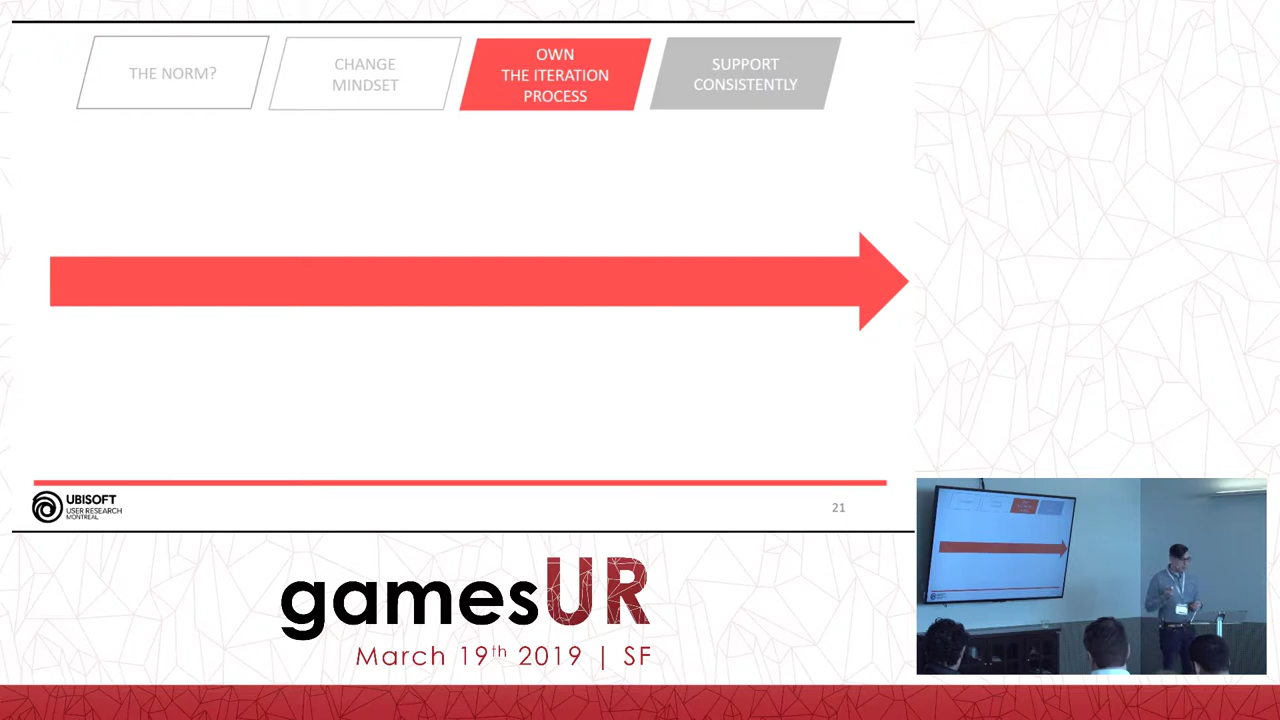 THE NORM?
CHANGE
MINDSET
OWN
THE ITERATION
PROCESS
SUPPORT
CONSISTENTLY
UBISOFT
USER RESEARCH
MONTREAL
21
gamesUR
March 19th 2019 | SF